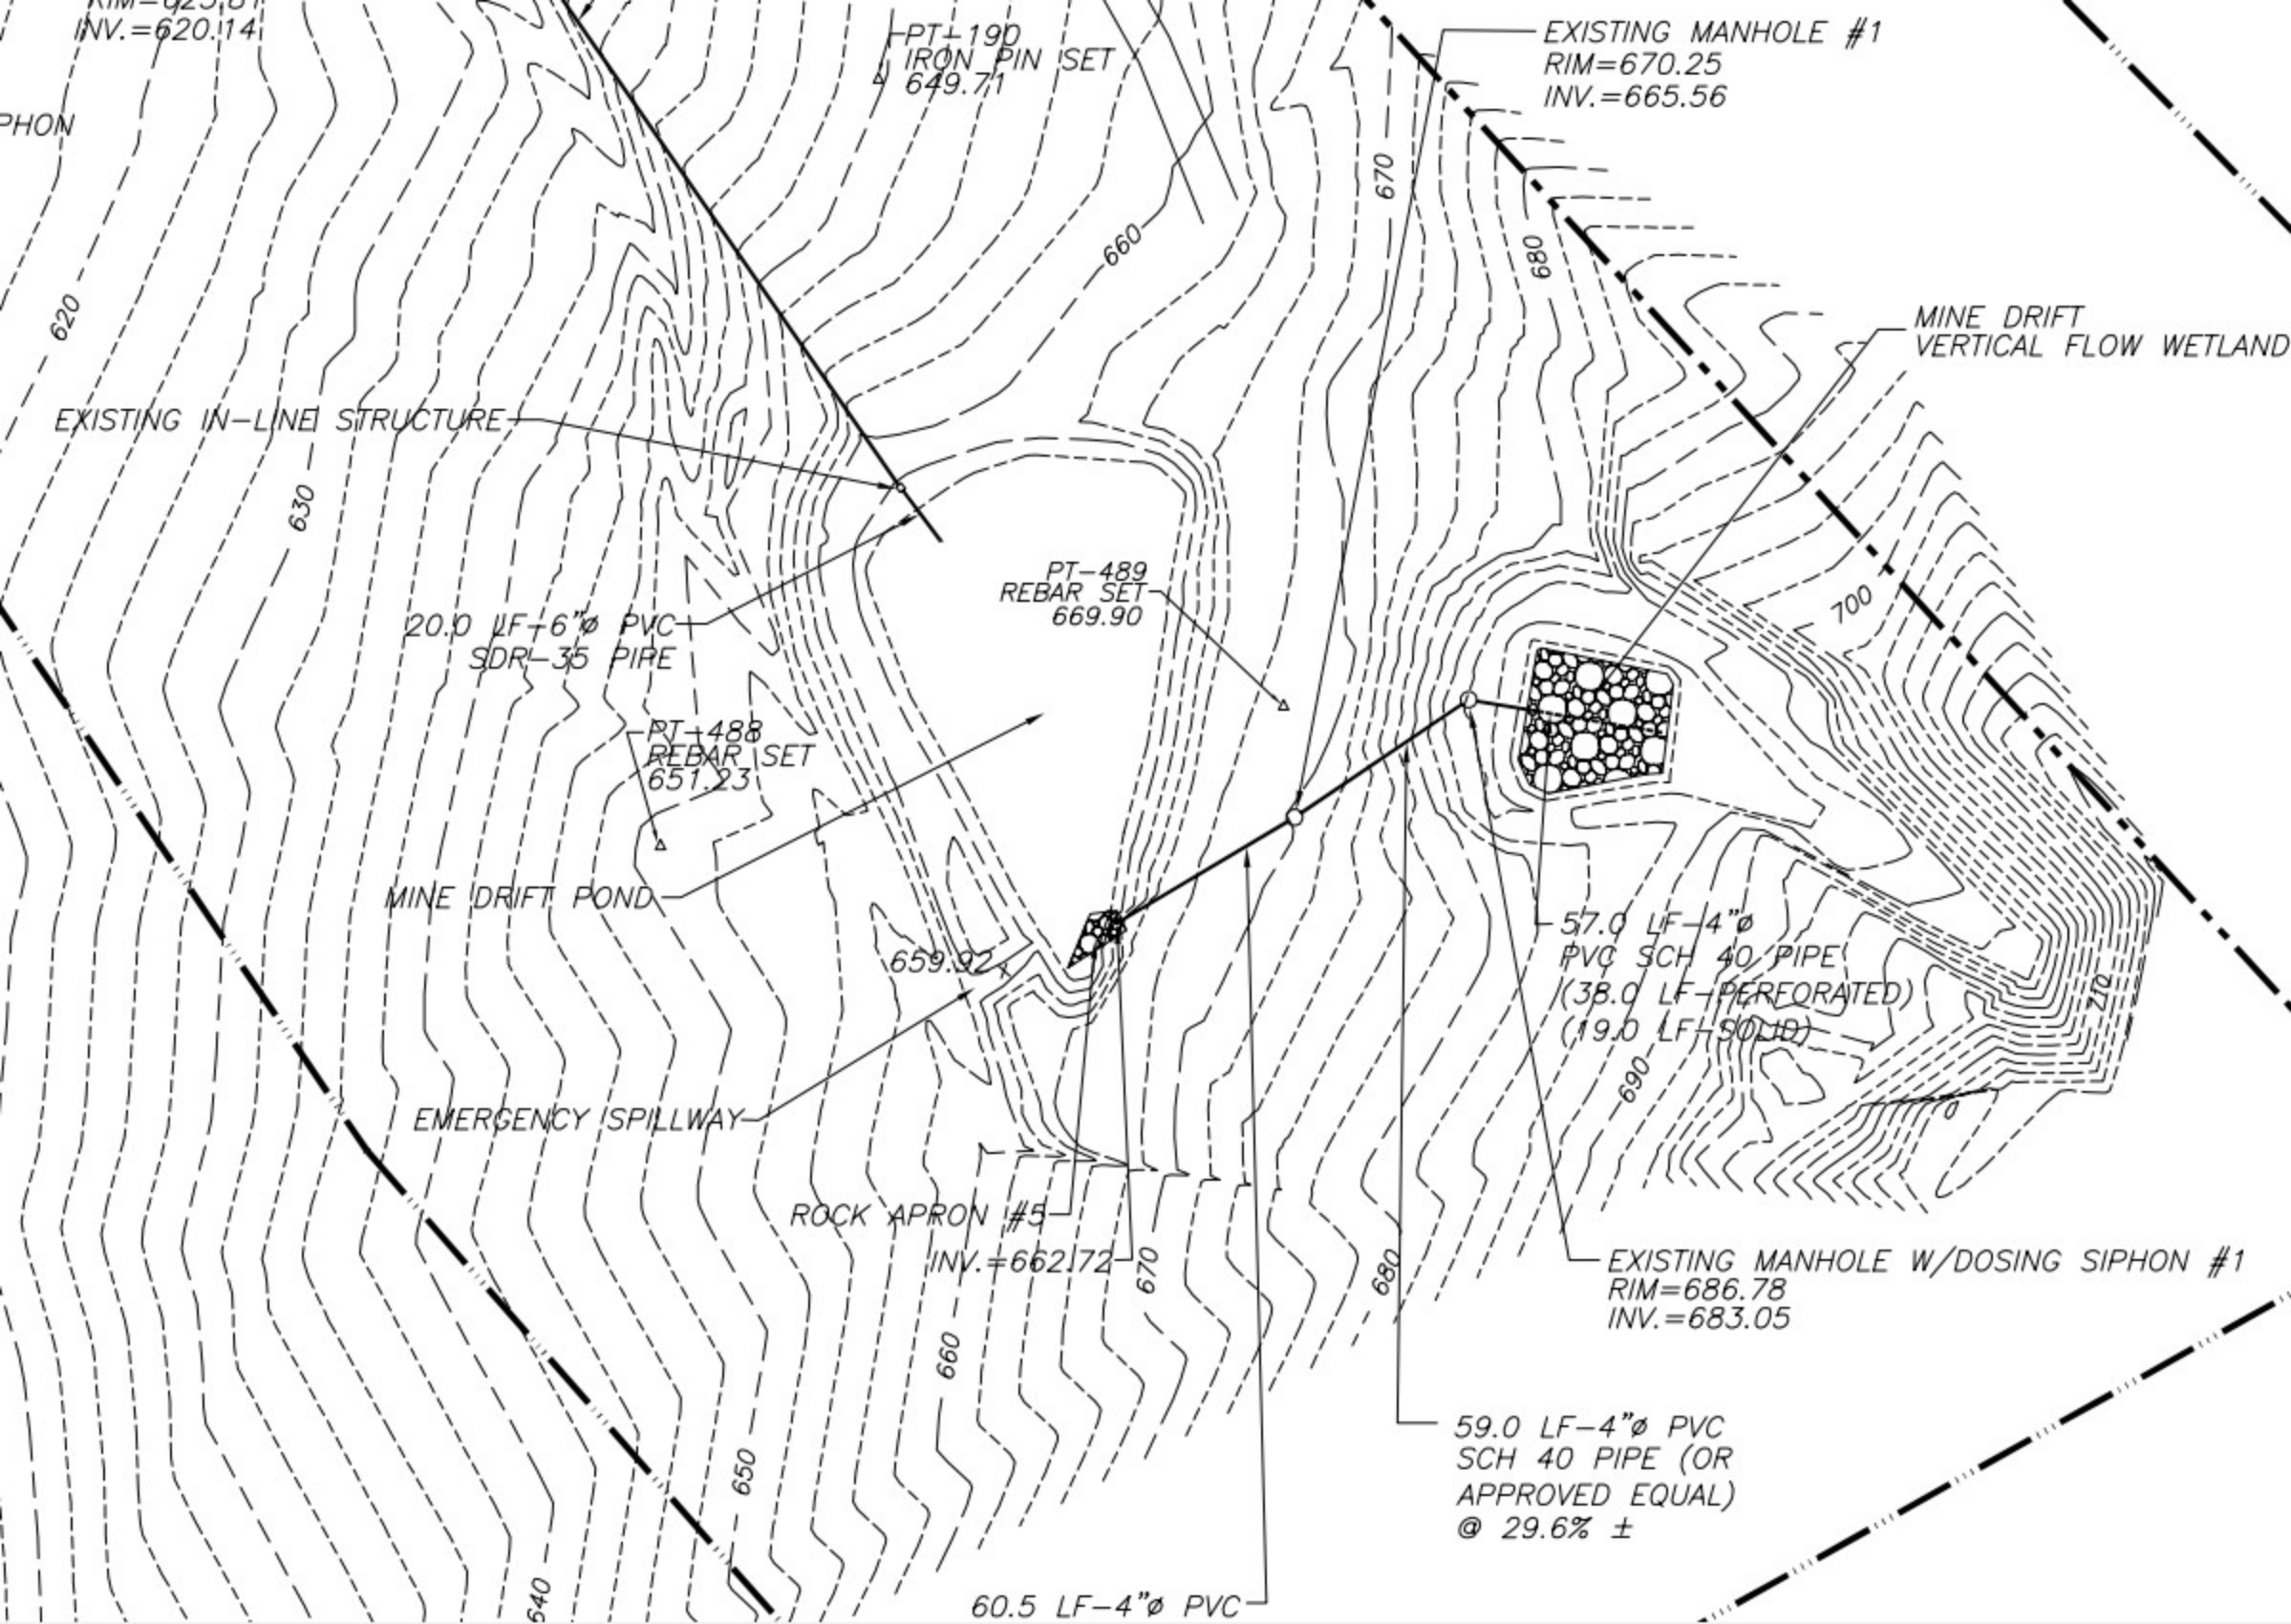 INV.=620.14
PHON
PT-190
IRON PIN SET
649.71
EXISTING MANHOLE #1
RIM=670.25
INV.=665.56
670
660
680
620
MINE DRIFT
VERTICAL FLOW WETLAND
EXISTING IN-LINE STRUCTURE
630
PT-489
REBAR SET
669.90
700
20.0 LF-6"ø PVC
SDR-35 PIPE
PT-488
REBAR SET
651.23
MINE DRIFT POND
659.92 x
57.0 LF-4"ø
PVC SCH 40 PIPE
(38.0 LF-PERFORATED)
(19.0 LF-SOLID)
710
690
EMERGENCY SPILLWAY
ROCK APRON #5
INV.=662.72
670
680
EXISTING MANHOLE W/DOSING SIPHON #1
RIM=686.78
INV.=683.05
660
650
59.0 LF-4"ø PVC
SCH 40 PIPE (OR
APPROVED EQUAL)
@ 29.6% ±
640
60.5 LF-4"ø PVC